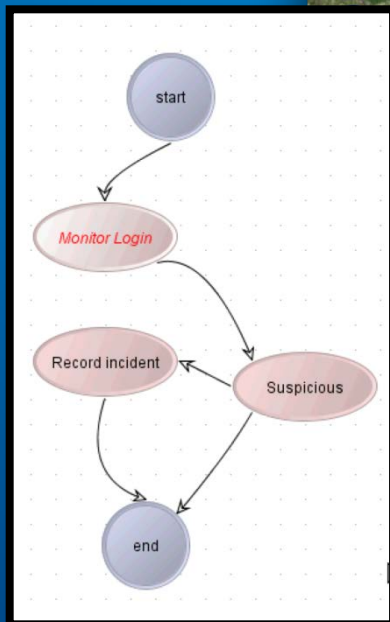 start
Monitor Login
Record incident
Suspicious
end